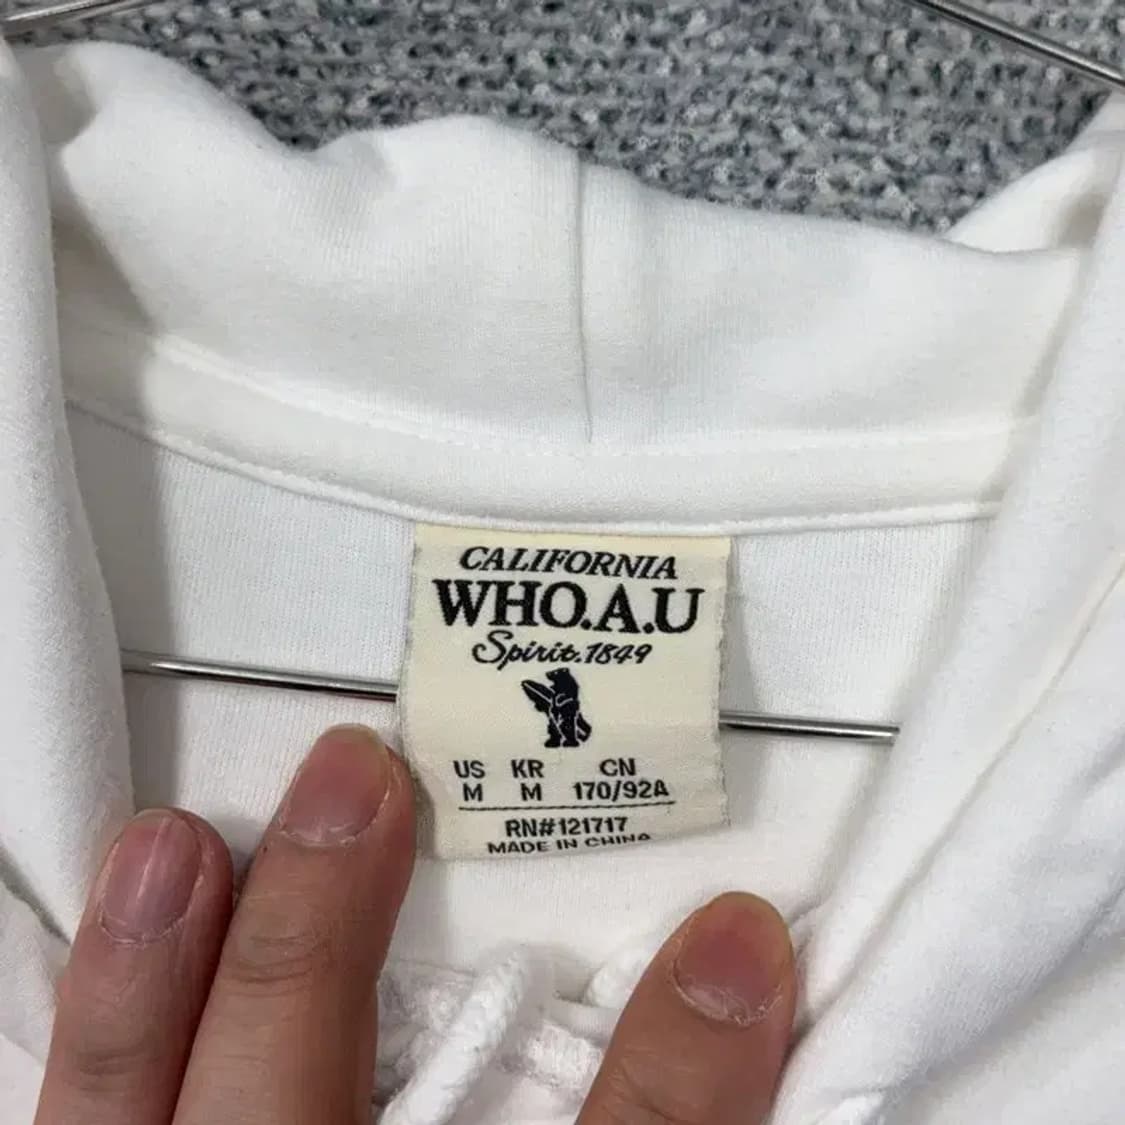 CALIFORNIA
WHO.A.U
Spirit.1849
US KR CN
M M 170/92A
RN#121717
MADE IN CHINA